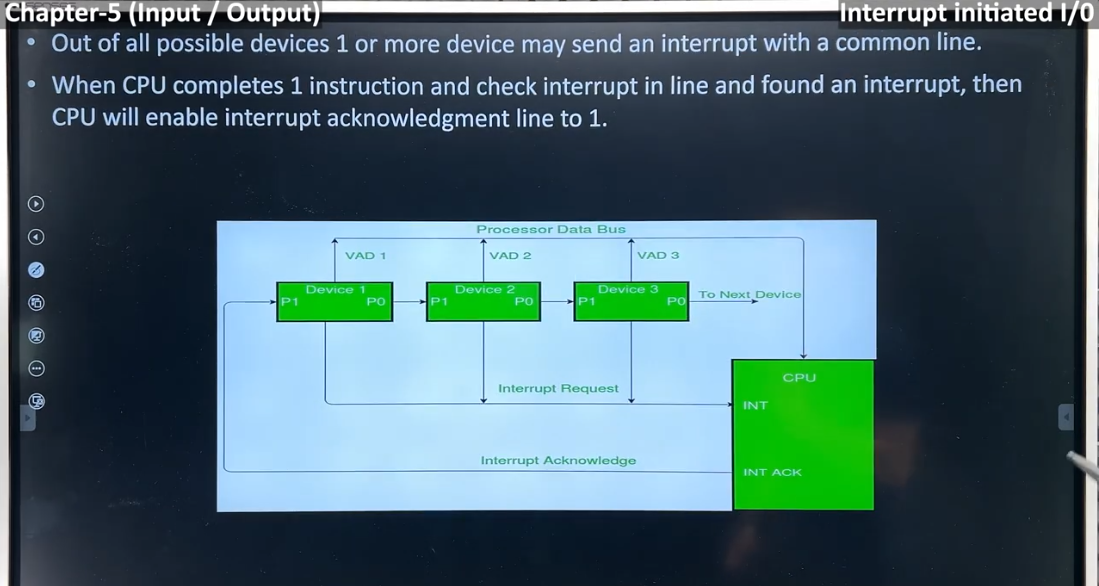 Chapter-5 (Input / Output)
Interrupt initiated I/0
• Out of all possible devices 1 or more device may send an interrupt with a common line.
• When CPU completes 1 instruction and check interrupt in line and found an interrupt, then
CPU will enable interrupt acknowledgment line to 1.
Processor Data Bus
VAD 1
VAD 2
VAD 3
Device 1
P1 P0
Device 2
P1 P0
Device 3
P1 P0
To Next Device
CPU
Interrupt Request
INT
Interrupt Acknowledge
INT ACK